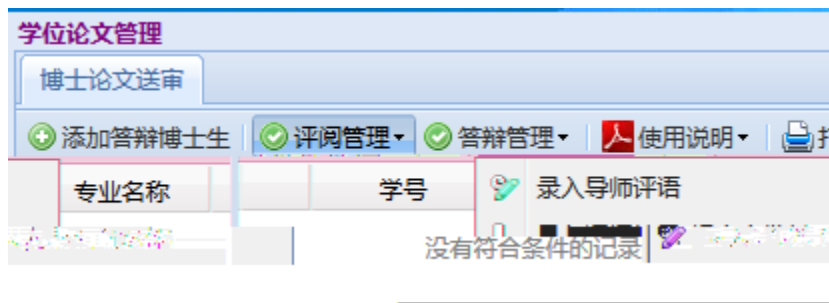 学位论文管理
博士论文送审
添加答辩博士生 评阅管理 答辩管理 使用说明
专业名称 学号 录入导师评语
没有符合条件的记录